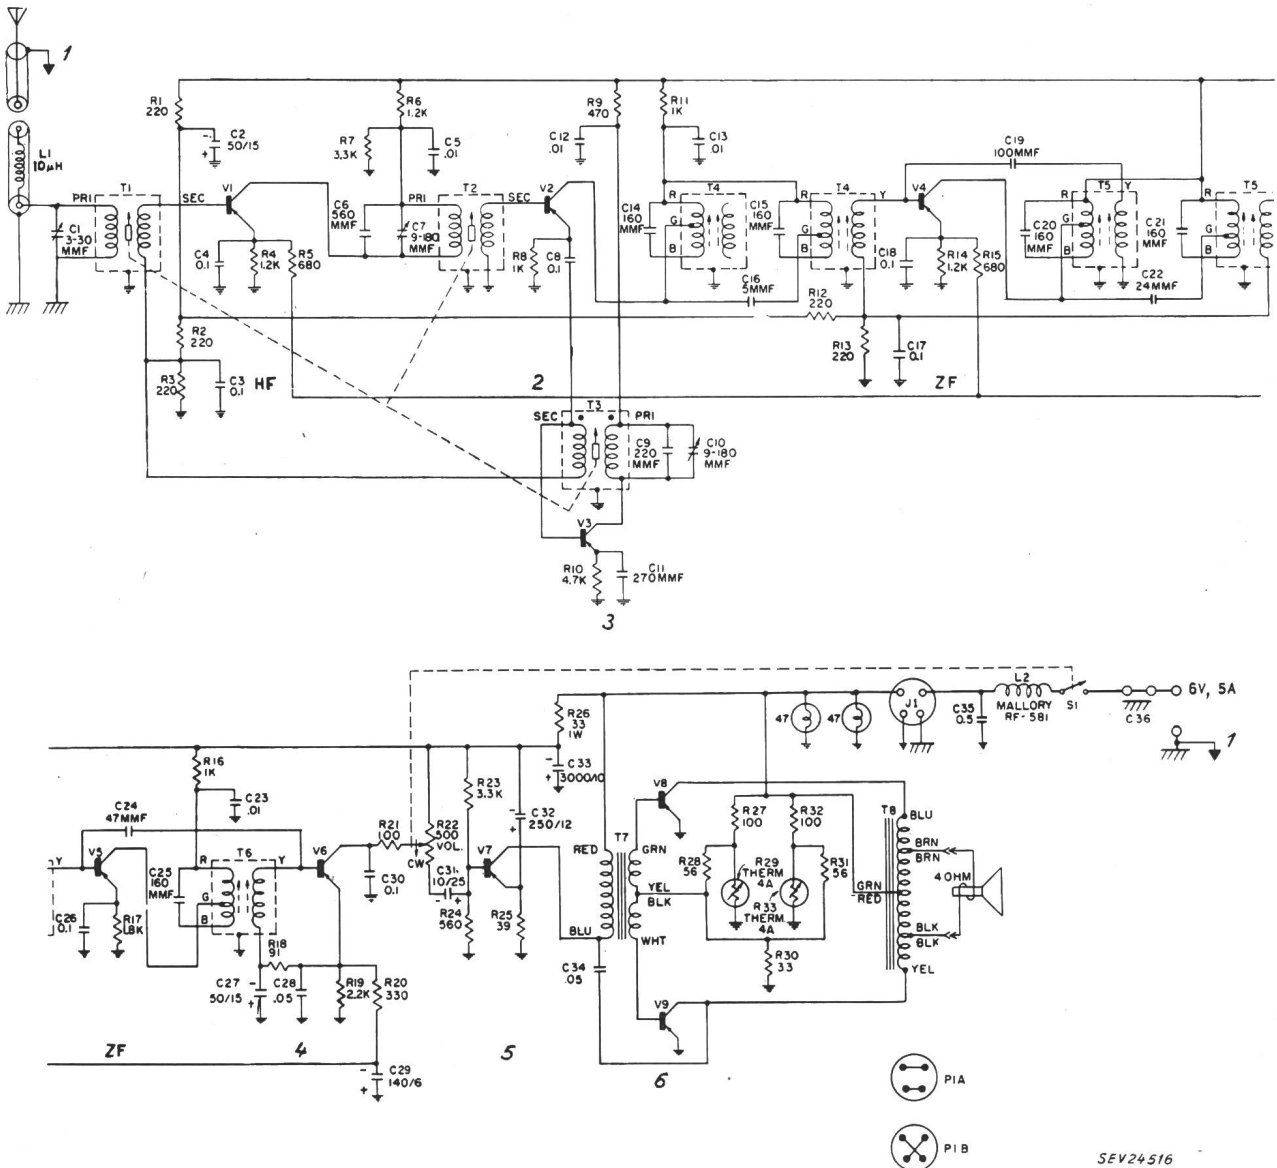 1
L1
10μH
R1
220
C2
50/15
R6
1.2K
R7
3.3K
C5
.01
C12
.01
R9
470
R11
1K
C13
.01
C19
100MMF
T1
PRI
SEC
V1
C1
3-30
MMF
C4
0.1
R4
1.2K
R5
680
C6
560
MMF
PRI
T2
SEC
C7
9-180
MMF
V2
R8
1K
C8
0.1
C14
160
MMF
R
G
B
T4
C15
160
MMF
C16
5MMF
R
G
B
T4
Y
V4
C18
0.1
R14
1.2K
R15
680
C20
160
MMF
R
G
B
T5
Y
C21
160
MMF
C22
24MMF
R
G
B
T5
R2
220
R3
220
C3
0.1
HF
2
R12
220
R13
220
C17
0.1
ZF
SEC
T3
PRI
C9
220
MMF
C10
9-180
MMF
V3
R10
4.7K
C11
270MMF
3
R16
1K
C23
.01
C24
47MMF
Y
V5
C25
160
MMF
R
G
B
T6
Y
V6
C26
0.1
R17
1.8K
R18
91
C27
50/15
C28
.05
R19
2.2K
R20
330
C29
140/6
ZF
4
R21
100
C30
0.1
CW
R22
500
VOL.
C31
10/25
R23
3.3K
V7
R24
560
R25
39
C32
250/12
R26
33
1W
C33
3000/10
5
RED
BLU
T7
GRN
YEL
BLK
WHT
C34
.05
V8
V9
6
R27
100
R32
100
R28
56
R29
THERM
4A
R33
THERM
4A
R31
56
R30
33
47
47
J1
C35
0.5
L2
MALLORY
RF-581
S1
C36
6V, 5A
1
T8
BLU
BRN
BRN
GRN
RED
BLK
BLK
YEL
4 OHM
P1A
P1B
SEV24516